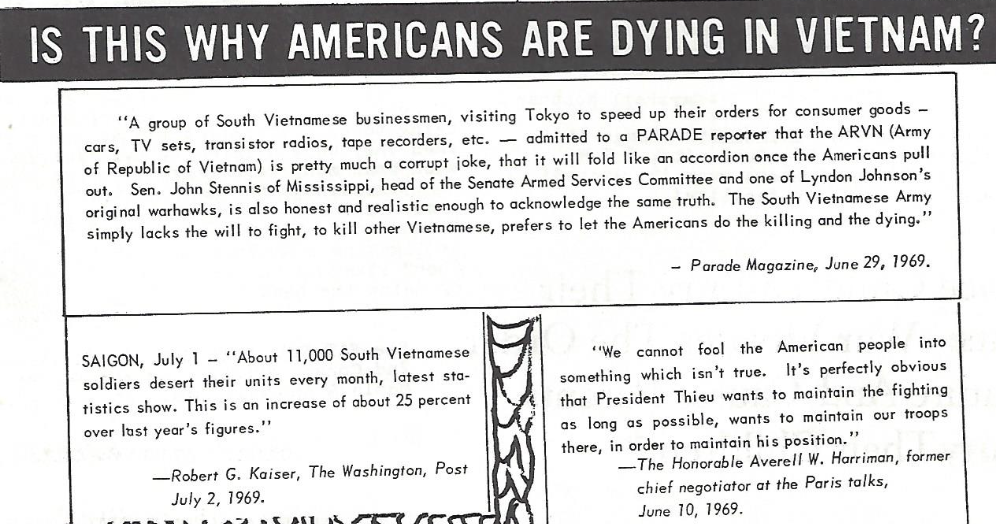 IS THIS WHY AMERICANS ARE DYING IN VIETNAM?
"A group of South Vietnamese businessmen, visiting Tokyo to speed up their orders for consumer goods –
cars, TV sets, transistor radios, tape recorders, etc. — admitted to a PARADE reporter that the ARVN (Army
of Republic of Vietnam) is pretty much a corrupt joke, that it will fold like an accordion once the Americans pull
out. Sen. John Stennis of Mississippi, head of the Senate Armed Services Committee and one of Lyndon Johnson's
original warhawks, is also honest and realistic enough to acknowledge the same truth. The South Vietnamese Army
simply lacks the will to fight, to kill other Vietnamese, prefers to let the Americans do the killing and the dying."
– Parade Magazine, June 29, 1969.
SAIGON, July 1 – "About 11,000 South Vietnamese
soldiers desert their units every month, latest sta-
tistics show. This is an increase of about 25 percent
over last year's figures."
—Robert G. Kaiser, The Washington, Post
July 2, 1969.
"We cannot fool the American people into
something which isn't true. It's perfectly obvious
that President Thieu wants to maintain the fighting
as long as possible, wants to maintain our troops
there, in order to maintain his position."
—The Honorable Averell W. Harriman, former
chief negotiator at the Paris talks,
June 10, 1969.